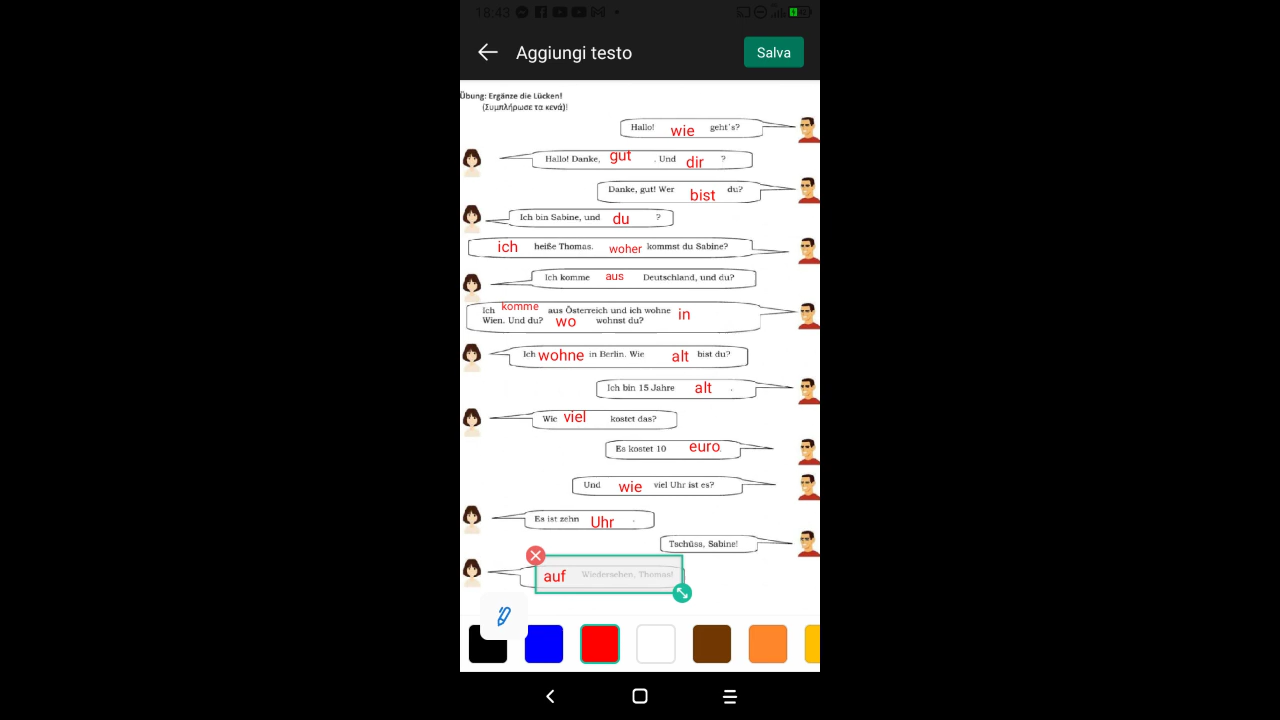 18:43
Aggiungi testo
Salva
Übung: Ergänze die Lücken!
(Συμπλήρωσε τα κενά)!
Hallo! wie geht´s?
Hallo! Danke, gut . Und dir ?
Danke, gut! Wer bist du?
Ich bin Sabine, und du ?
ich heiße Thomas. woher kommst du Sabine?
Ich komme aus Deutschland, und du?
Ich komme aus Österreich und ich wohne in
Wien. Und du? wo wohnst du?
Ich wohne in Berlin. Wie alt bist du?
Ich bin 15 Jahre alt .
Wie viel kostet das?
Es kostet 10 euro.
Und wie viel Uhr ist es?
Es ist zehn Uhr .
Tschüss, Sabine!
auf Wiedersehen, Thomas!